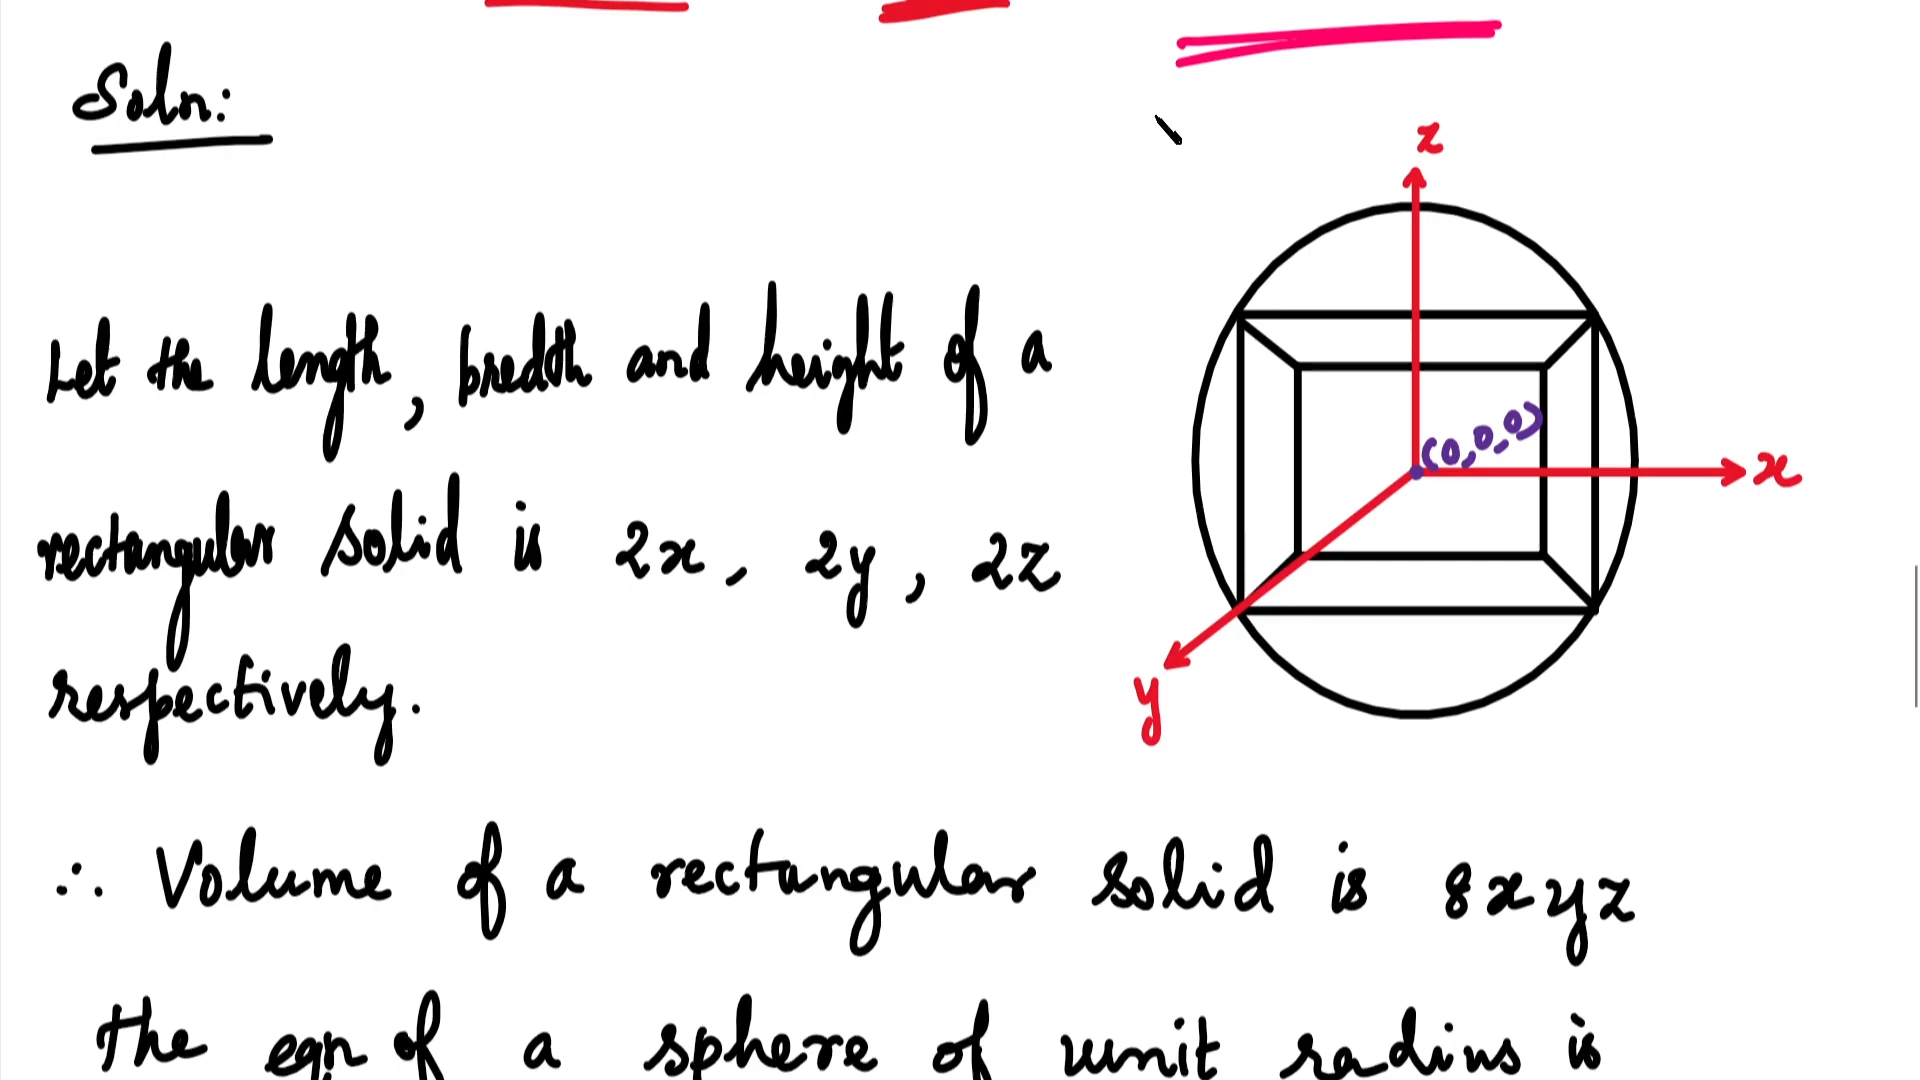 Soln:
Let the length, bredth and height of a
rectangular solid is 2x, 2y, 2z
respectively.
z
(0,0,0)
x
y
∴ Volume of a rectangular solid is 8xyz
The eqn of a sphere of unit radius is